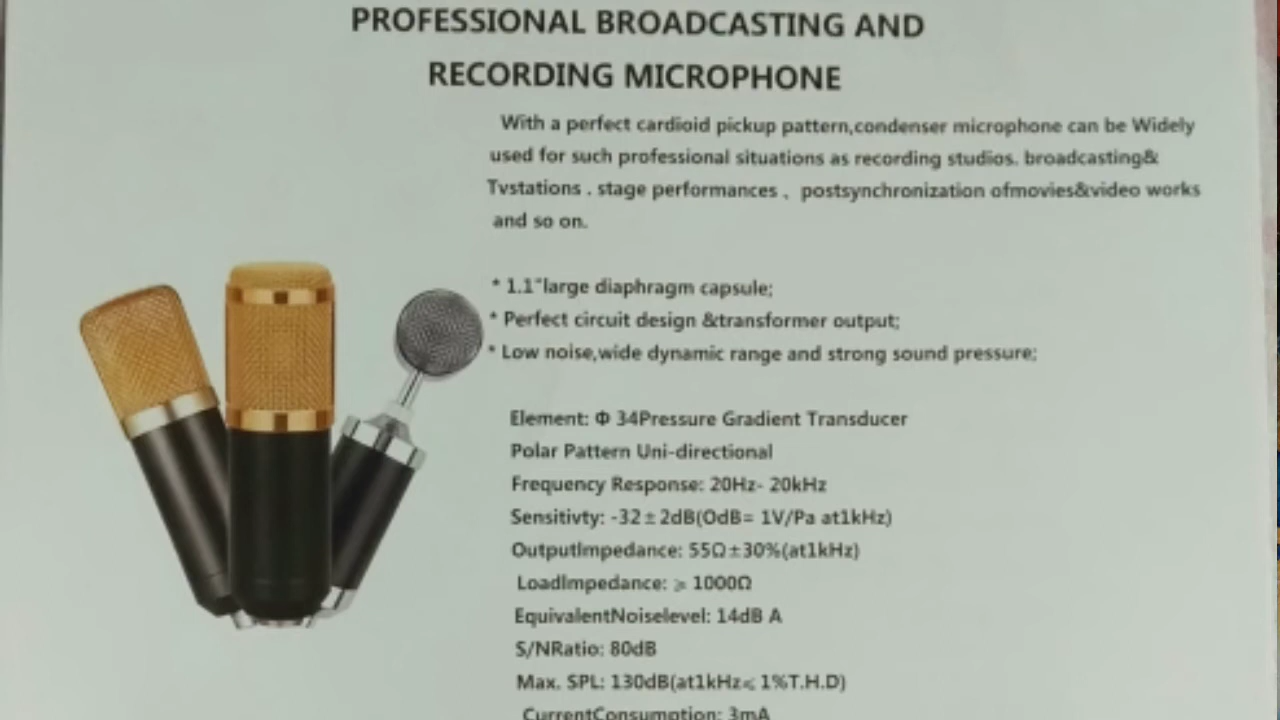 PROFESSIONAL BROADCASTING AND
RECORDING MICROPHONE
With a perfect cardioid pickup pattern,condenser microphone can be Widely
used for such professional situations as recording studios. broadcasting&
Tvstations . stage performances 、 postsynchronization ofmovies&video works
and so on.
* 1.1"large diaphragm capsule;
* Perfect circuit design &transformer output;
* Low noise,wide dynamic range and strong sound pressure;
Element: Φ 34Pressure Gradient Transducer
Polar Pattern Uni-directional
Frequency Response: 20Hz- 20kHz
Sensitivty: -32±2dB(OdB= 1V/Pa at1kHz)
OutputImpedance: 55Ω±30%(at1kHz)
LoadImpedance: ⩾ 1000Ω
EquivalentNoiselevel: 14dB A
S/NRatio: 80dB
Max. SPL: 130dB(at1kHz⩽ 1%T.H.D)
CurrentConsumption: 3mA